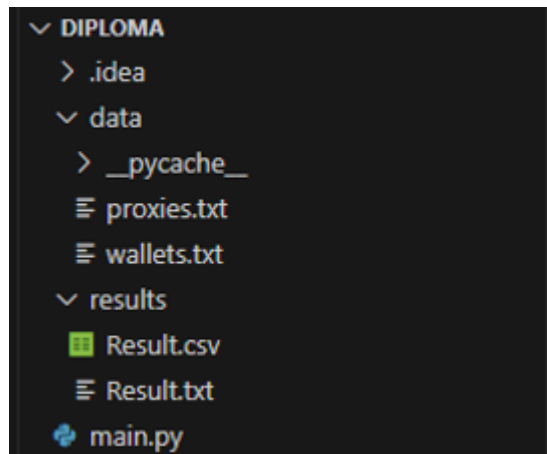 DIPLOMA
.idea
data
__pycache__
proxies.txt
wallets.txt
results
Result.csv
Result.txt
main.py